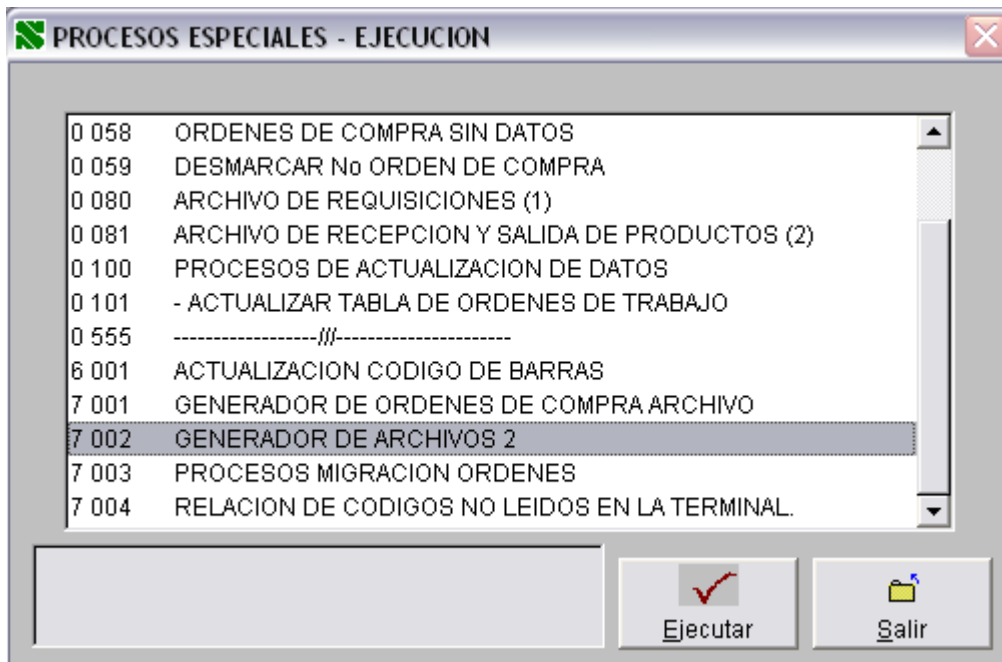 PROCESOS ESPECIALES - EJECUCION
0 058 ORDENES DE COMPRA SIN DATOS
0 059 DESMARCAR No ORDEN DE COMPRA
0 080 ARCHIVO DE REQUISICIONES (1)
0 081 ARCHIVO DE RECEPCION Y SALIDA DE PRODUCTOS (2)
0 100 PROCESOS DE ACTUALIZACION DE DATOS
0 101 - ACTUALIZAR TABLA DE ORDENES DE TRABAJO
0 555 -------------------///-----------------------
6 001 ACTUALIZACION CODIGO DE BARRAS
7 001 GENERADOR DE ORDENES DE COMPRA ARCHIVO
7 002 GENERADOR DE ARCHIVOS 2
7 003 PROCESOS MIGRACION ORDENES
7 004 RELACION DE CODIGOS NO LEIDOS EN LA TERMINAL.
Ejecutar Salir